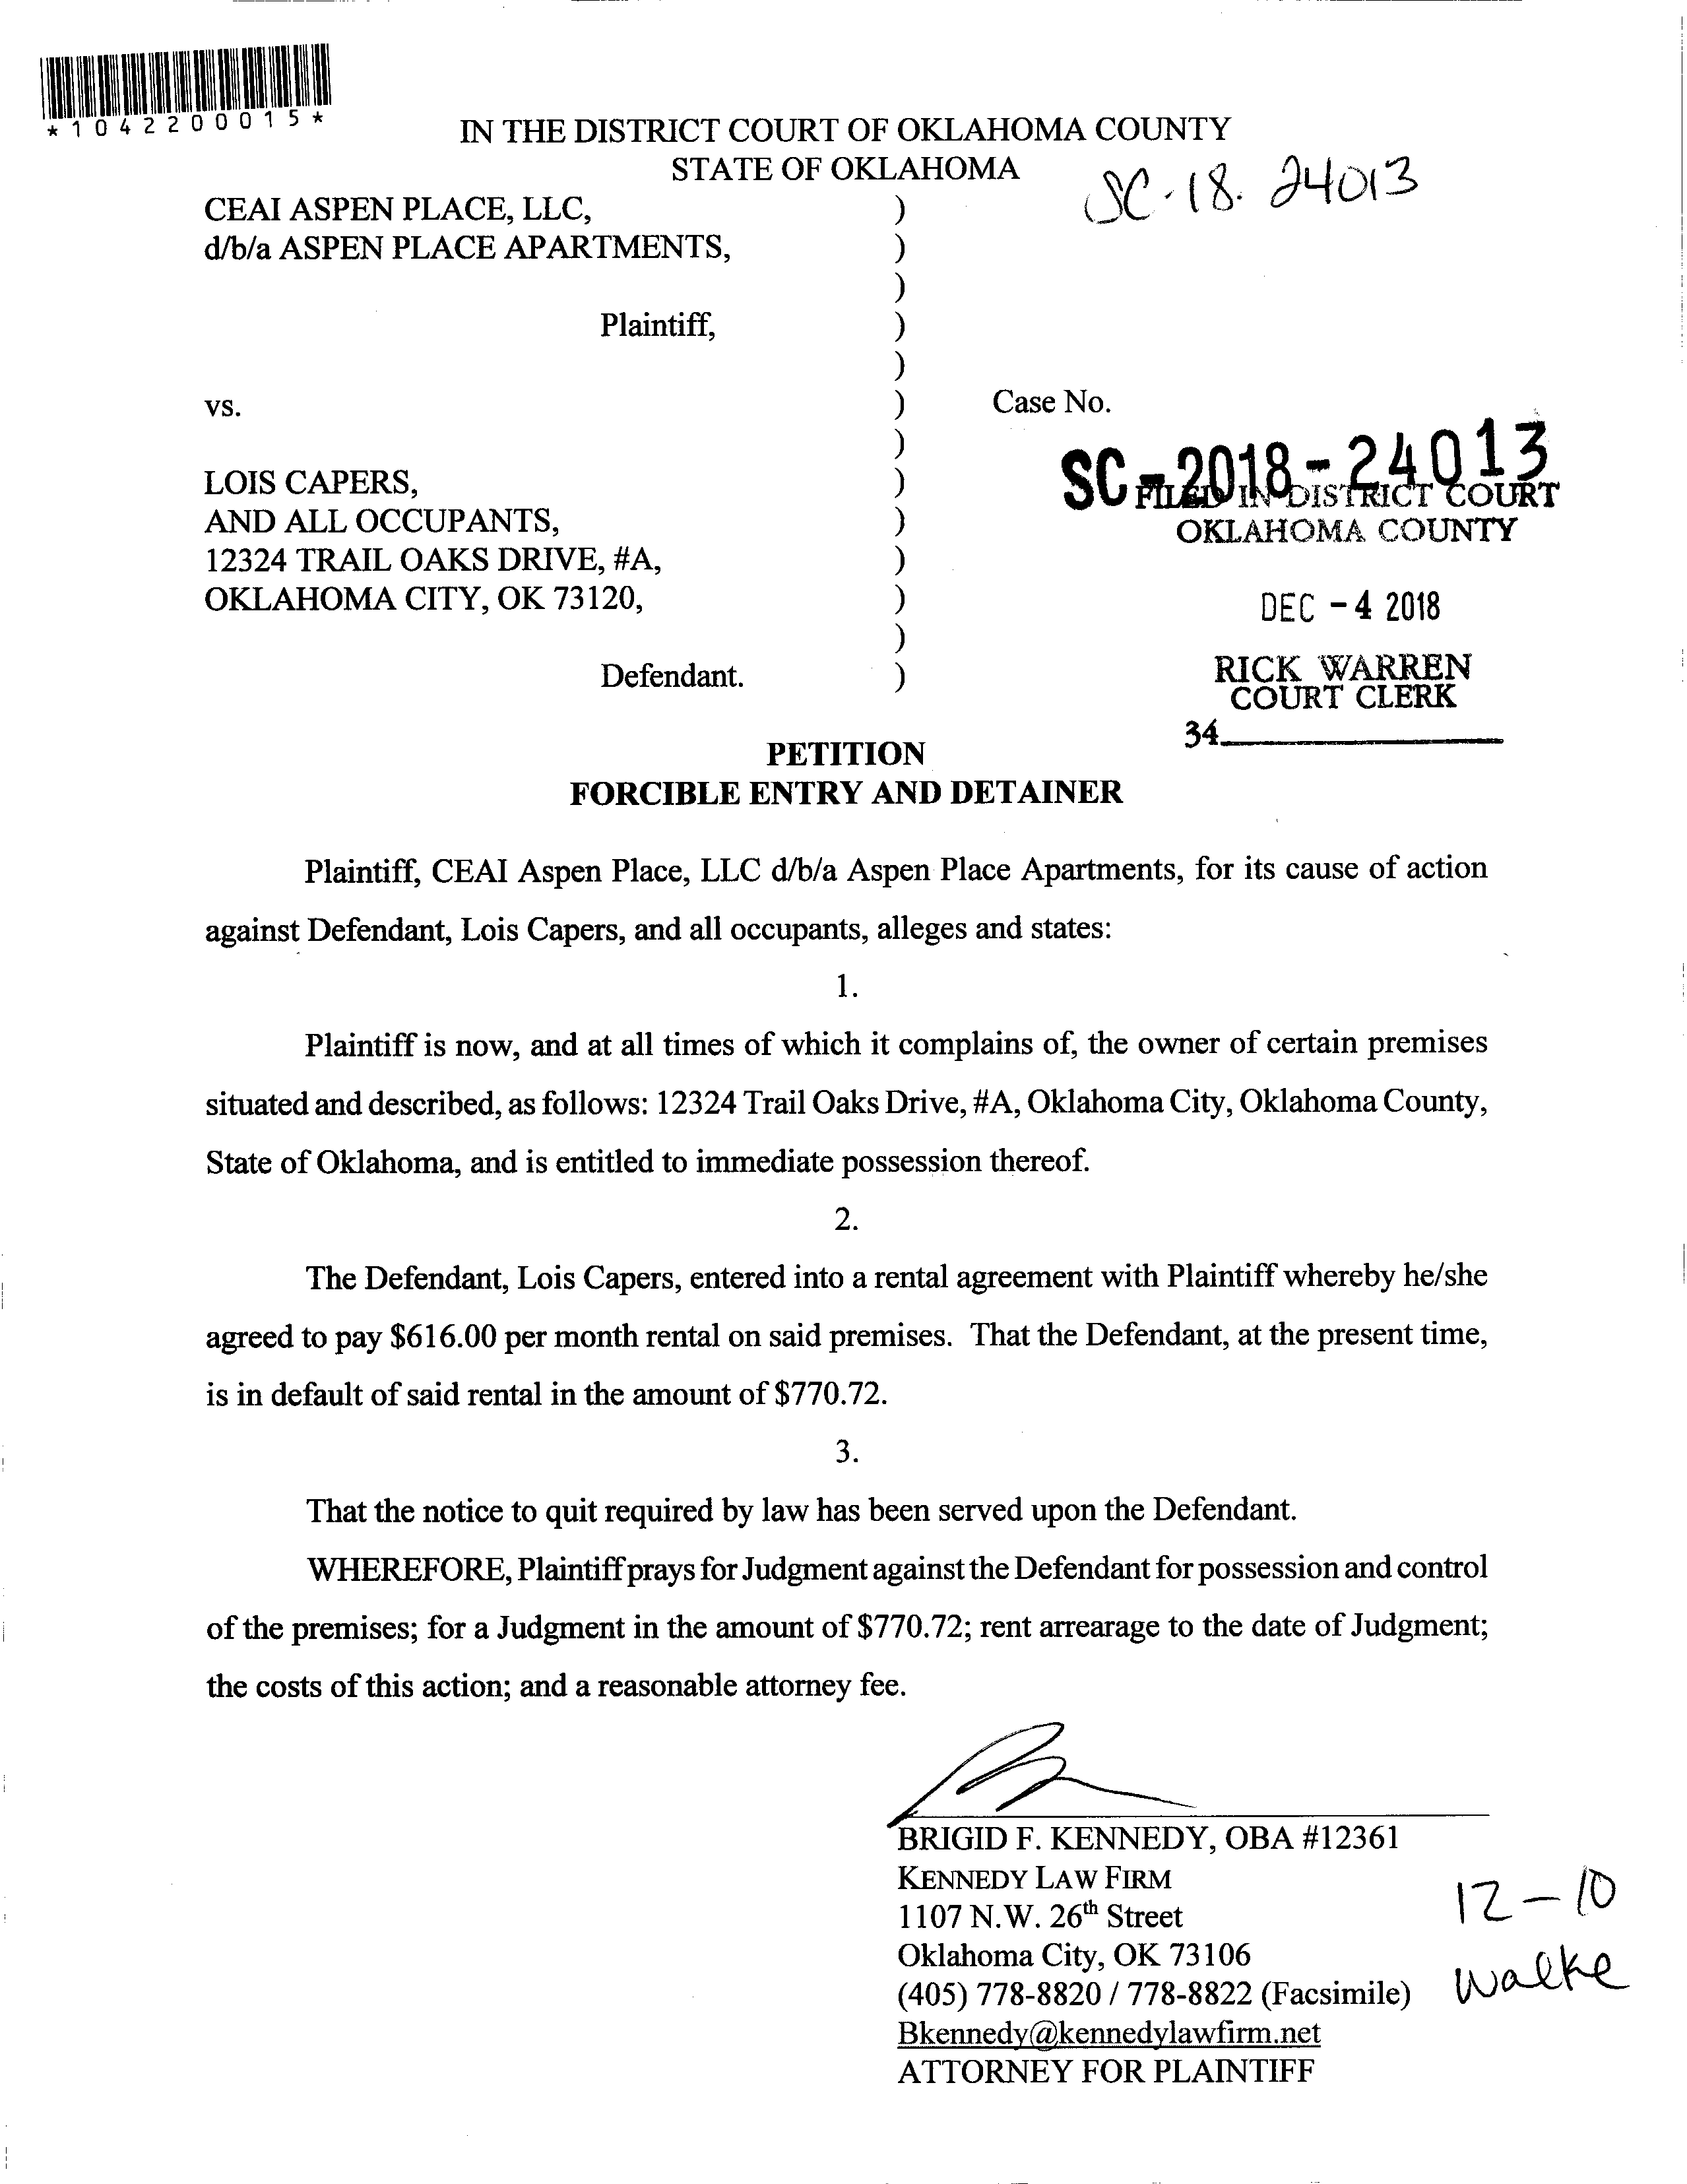 *1042200015*
IN THE DISTRICT COURT OF OKLAHOMA COUNTY
STATE OF OKLAHOMA
SC-18. 24013
CEAI ASPEN PLACE, LLC, )
d/b/a ASPEN PLACE APARTMENTS, )
)
Plaintiff, )
)
vs. ) Case No.
)
SC-2018-24013
LOIS CAPERS, )
FILED IN DISTRICT COURT
AND ALL OCCUPANTS, )
OKLAHOMA COUNTY
12324 TRAIL OAKS DRIVE, #A, )
OKLAHOMA CITY, OK 73120, )
DEC -4 2018
)
Defendant. )
RICK WARREN
COURT CLERK
34
PETITION
FORCIBLE ENTRY AND DETAINER
Plaintiff, CEAI Aspen Place, LLC d/b/a Aspen Place Apartments, for its cause of action
against Defendant, Lois Capers, and all occupants, alleges and states:
1.
Plaintiff is now, and at all times of which it complains of, the owner of certain premises
situated and described, as follows: 12324 Trail Oaks Drive, #A, Oklahoma City, Oklahoma County,
State of Oklahoma, and is entitled to immediate possession thereof.
2.
The Defendant, Lois Capers, entered into a rental agreement with Plaintiff whereby he/she
agreed to pay $616.00 per month rental on said premises. That the Defendant, at the present time,
is in default of said rental in the amount of $770.72.
3.
That the notice to quit required by law has been served upon the Defendant.
WHEREFORE, Plaintiff prays for Judgment against the Defendant for possession and control
of the premises; for a Judgment in the amount of $770.72; rent arrearage to the date of Judgment;
the costs of this action; and a reasonable attorney fee.
BRIGID F. KENNEDY, OBA #12361
KENNEDY LAW FIRM
1107 N.W. 26th Street
Oklahoma City, OK 73106
(405) 778-8820 / 778-8822 (Facsimile)
Bkennedy@kennedylawfirm.net
ATTORNEY FOR PLAINTIFF
12-10
Walke